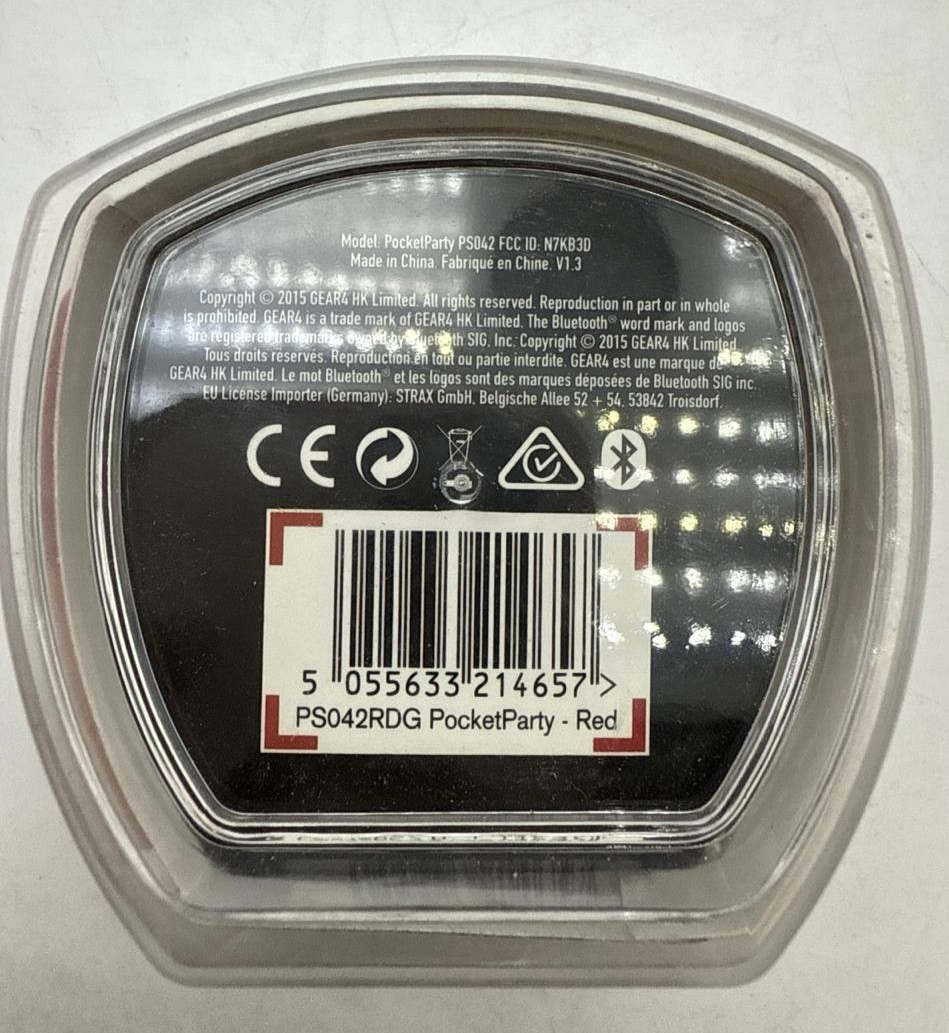 Model: PocketParty PS042 FCC ID: N7KB3D
Made in China. Fabriqué en Chine. V1.3
Copyright © 2015 GEAR4 HK Limited. All rights reserved. Reproduction in part or in whole
is prohibited. GEAR4 is a trade mark of GEAR4 HK Limited. The Bluetooth® word mark and logos
are registered trademarks owned by Bluetooth SIG, Inc. Copyright © 2015 GEAR4 HK Limited.
Tous droits reservés. Reproduction en tout ou partie interdite. GEAR4 est une marque de
GEAR4 HK Limited. Le mot Bluetooth® et les logos sont des marques déposées de Bluetooth SIG inc.
EU License Importer (Germany): STRAX GmbH, Belgische Allee 52 + 54, 53842 Troisdorf.
CE
5 055633 214657 >
PS042RDG PocketParty - Red